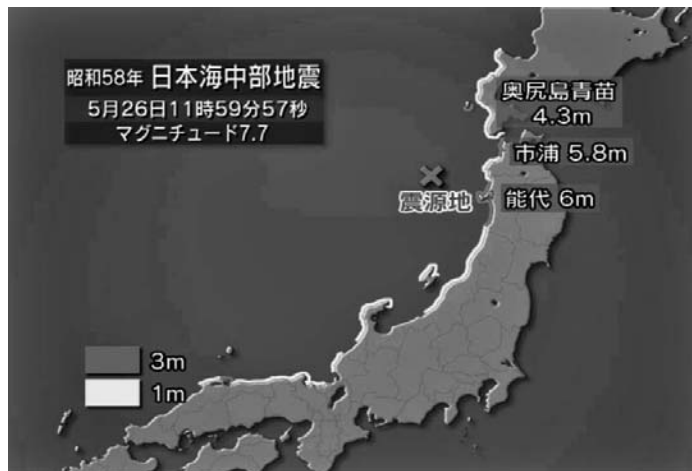 昭和58年 日本海中部地震
5月26日11時59分57秒
マグニチュード7.7
奥尻島青苗
4.3m
市浦 5.8m
震源地
能代 6m
3m
1m